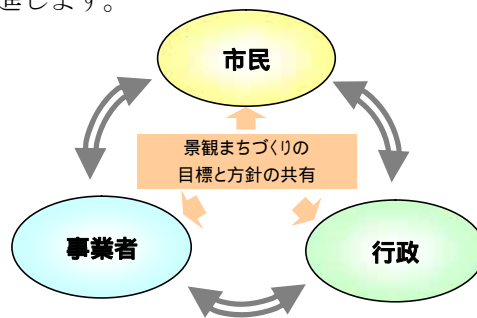 進します。
市民
景観まちづくりの
目標と方針の共有
事業者
行政